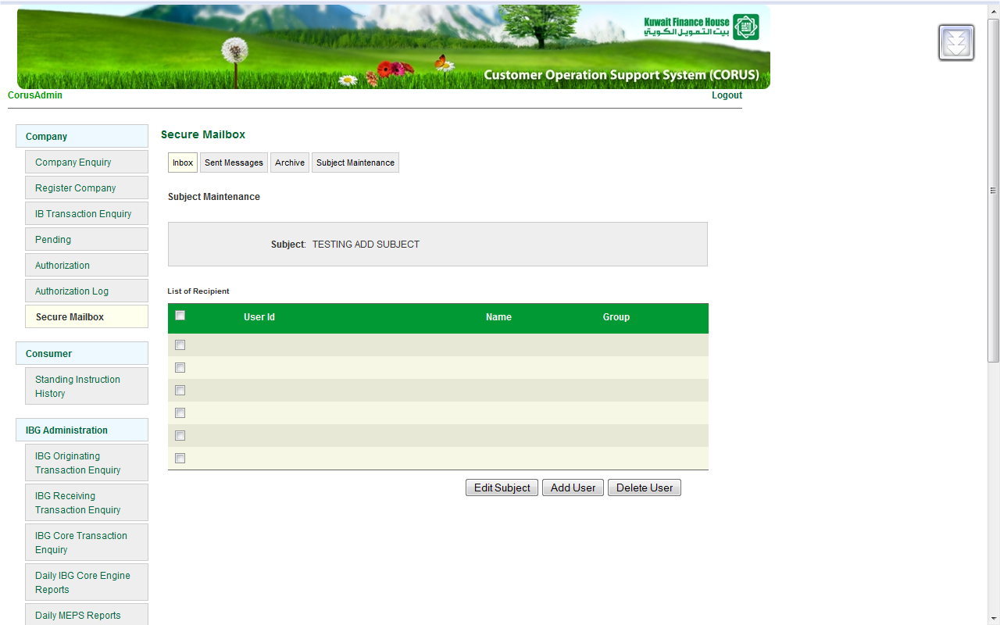 Kuwait Finance House
بيت التمويل الكويتي
Customer Operation Support System (CORUS)
CorusAdmin
Logout
Company
Company Enquiry
Register Company
IB Transaction Enquiry
Pending
Authorization
Authorization Log
Secure Mailbox
Consumer
Standing Instruction
History
IBG Administration
IBG Originating
Transaction Enquiry
IBG Receiving
Transaction Enquiry
IBG Core Transaction
Enquiry
Daily IBG Core Engine
Reports
Daily MEPS Reports
Secure Mailbox
Inbox Sent Messages Archive Subject Maintenance
Subject Maintenance
Subject: TESTING ADD SUBJECT
List of Recipient
User Id Name Group
Edit Subject Add User Delete User